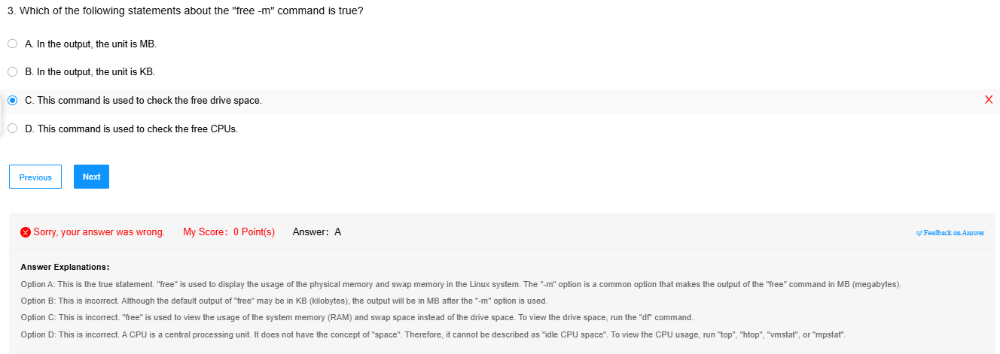 3. Which of the following statements about the "free -m" command is true?
A. In the output, the unit is MB.
B. In the output, the unit is KB.
C. This command is used to check the free drive space.
D. This command is used to check the free CPUs.
Previous Next
Sorry, your answer was wrong. My Score: 0 Point(s) Answer: A Feedback on Answer
Answer Explanations:
Option A: This is the true statement. "free" is used to display the usage of the physical memory and swap memory in the Linux system. The "-m" option is a common option that makes the output of the "free" command in MB (megabytes).
Option B: This is incorrect. Although the default output of "free" may be in KB (kilobytes), the output will be in MB after the "-m" option is used.
Option C: This is incorrect. "free" is used to view the usage of the system memory (RAM) and swap space instead of the drive space. To view the drive space, run the "df" command.
Option D: This is incorrect. A CPU is a central processing unit. It does not have the concept of "space". Therefore, it cannot be described as "idle CPU space". To view the CPU usage, run "top", "htop", "vmstat", or "mpstat".